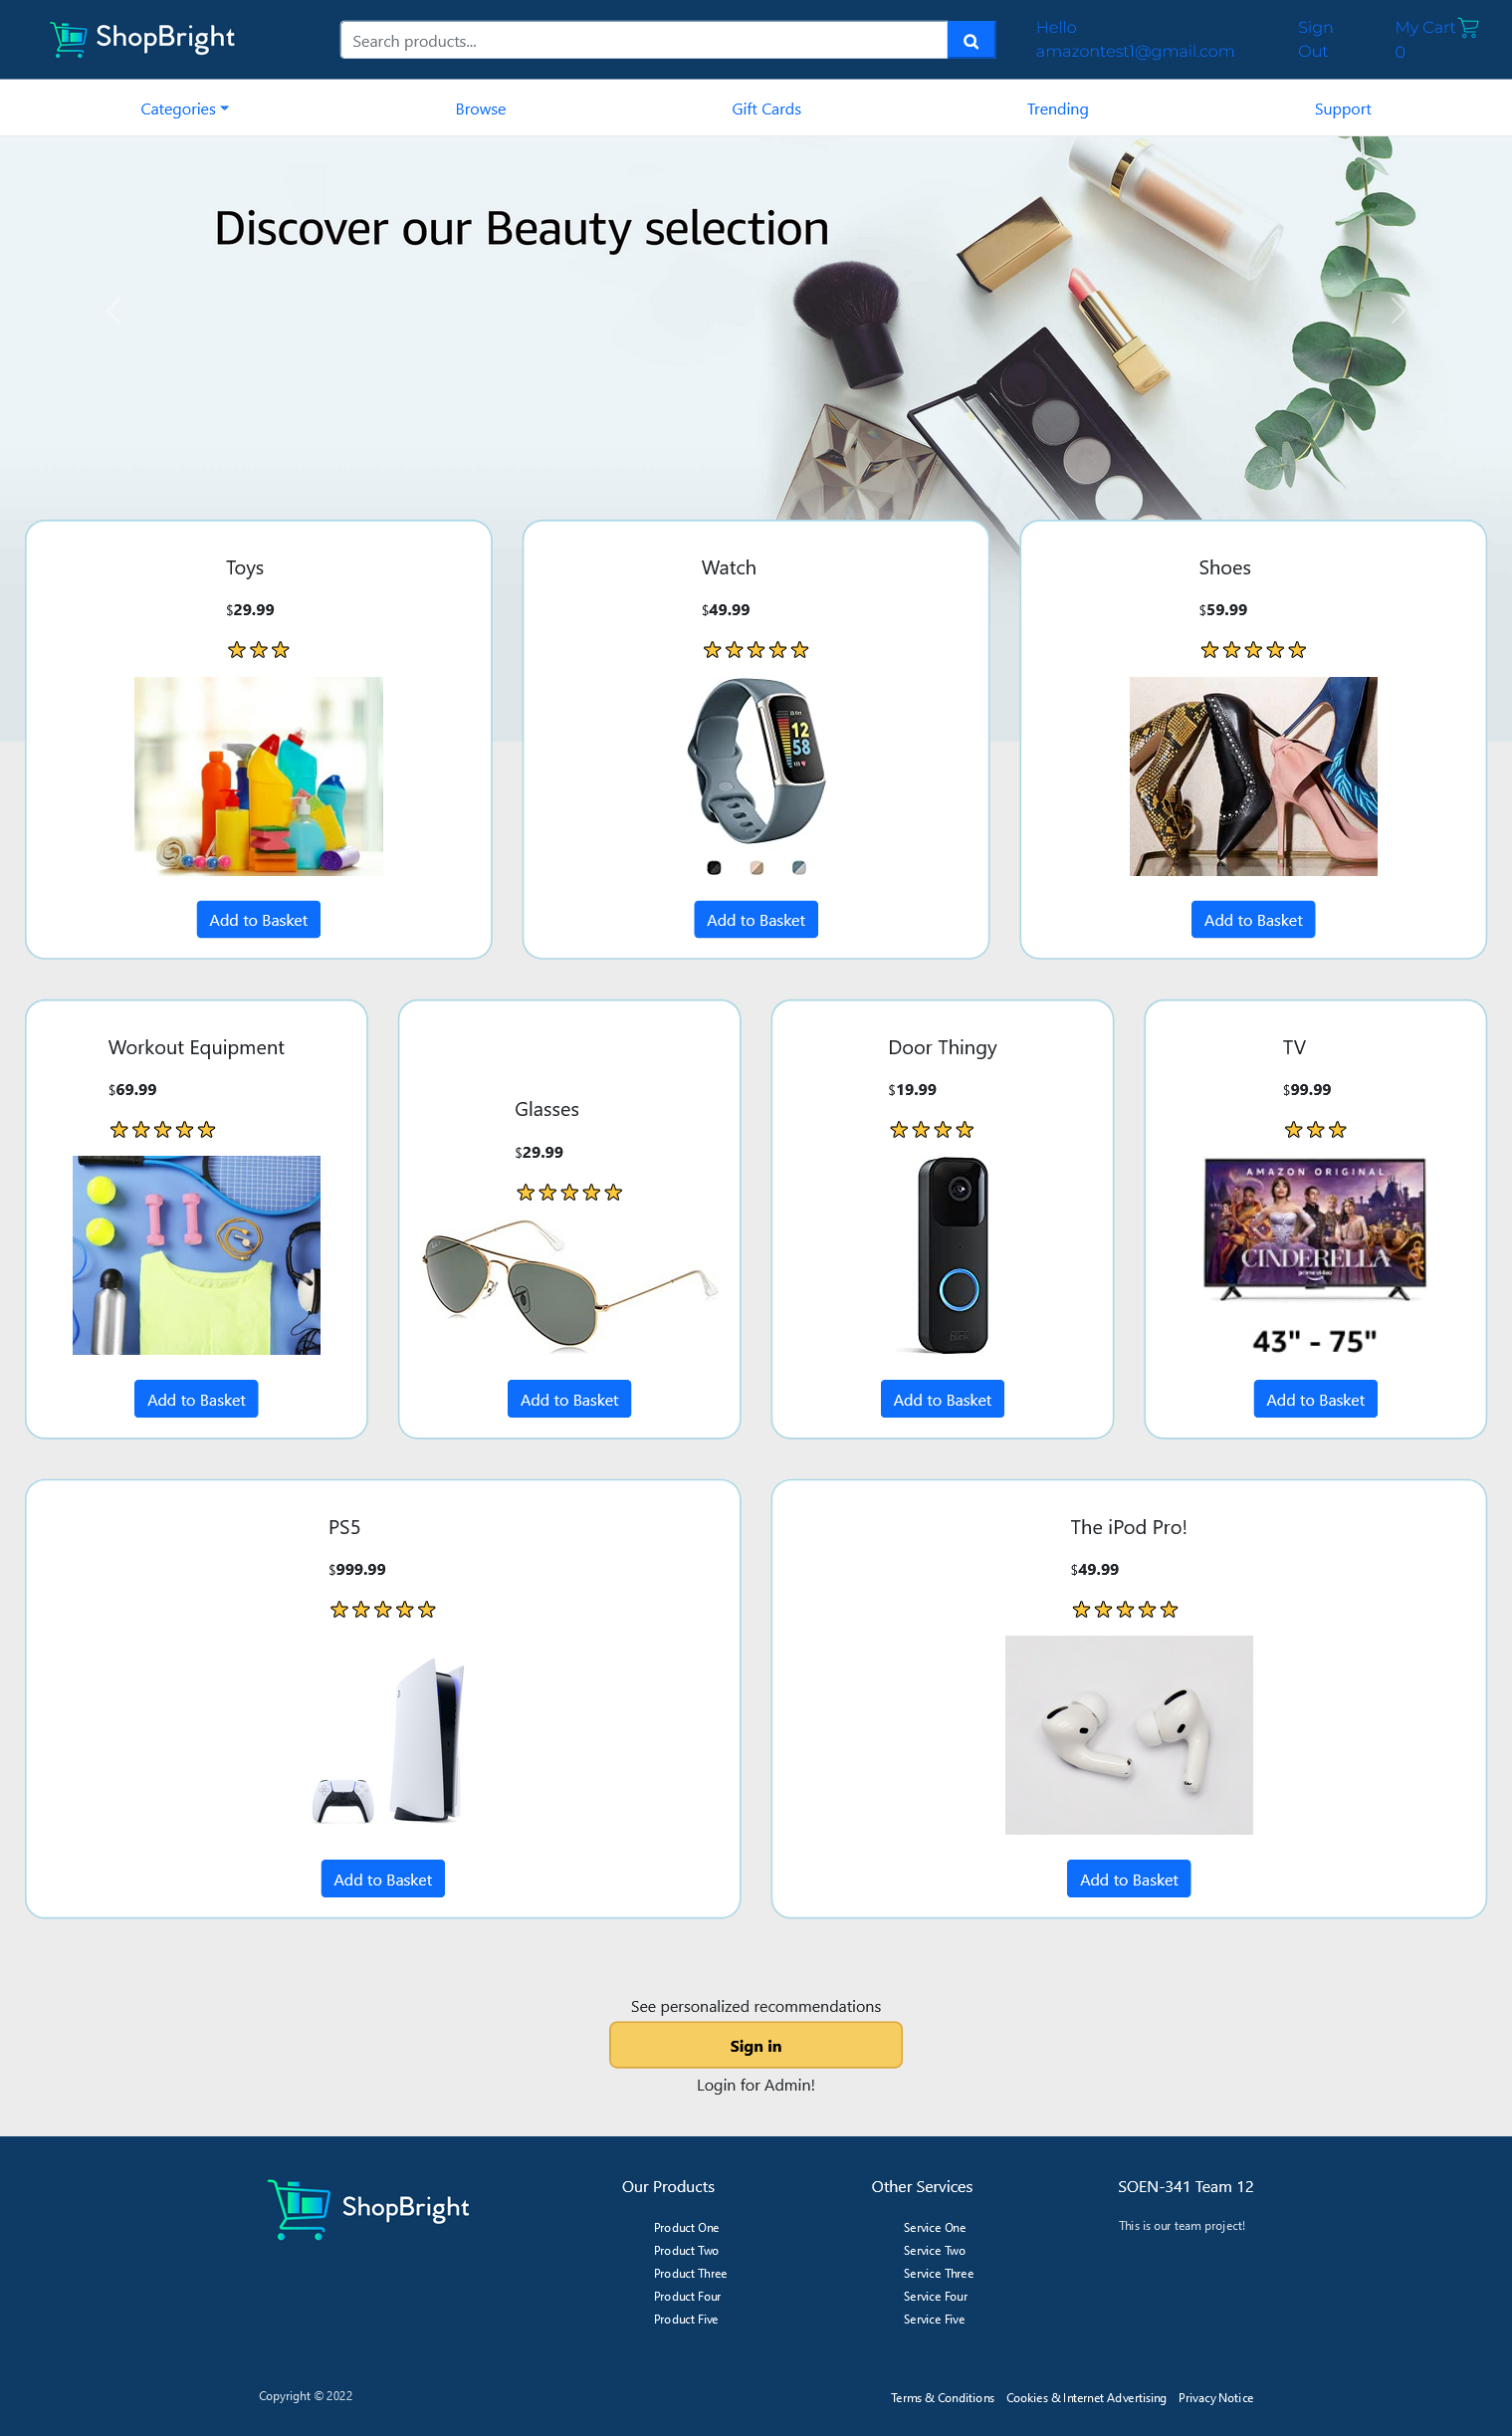 ShopBright
Search products...
Hello
amazontest1@gmail.com
Sign
Out
My Cart
0
Categories
Browse
Gift Cards
Trending
Support
Discover our Beauty selection
Toys
$29.99
Watch
$49.99
12
58
Shoes
$59.99
Add to Basket
Add to Basket
Add to Basket
Workout Equipment
$69.99
Glasses
$29.99
Door Thingy
$19.99
TV
$99.99
AMAZON ORIGINAL
CINDERELLA
prime video
43" - 75"
Add to Basket
Add to Basket
Add to Basket
Add to Basket
PS5
$999.99
The iPod Pro!
$49.99
Add to Basket
Add to Basket
See personalized recommendations
Sign in
Login for Admin!
ShopBright
Our Products
Product One
Product Two
Product Three
Product Four
Product Five
Other Services
Service One
Service Two
Service Three
Service Four
Service Five
SOEN-341 Team 12
This is our team project!
Copyright © 2022
Terms & Conditions Cookies & Internet Advertising Privacy Notice